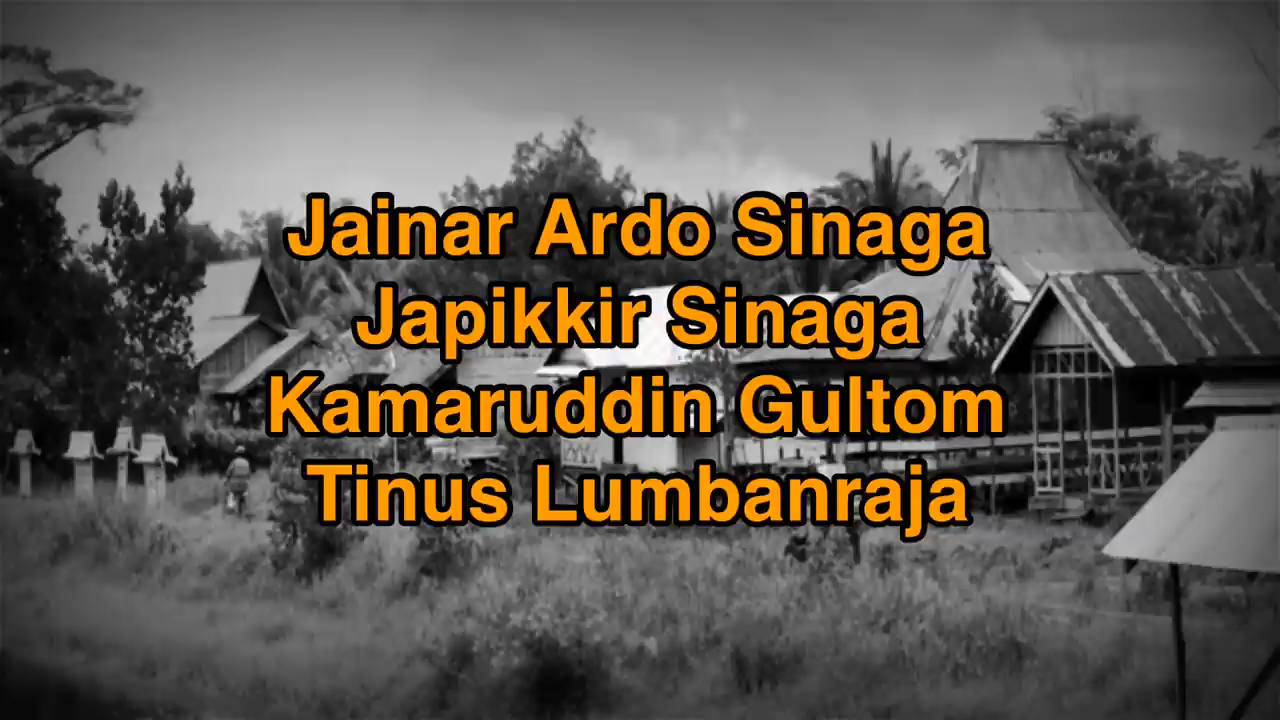 Jainar Ardo Sinaga
Japikkir Sinaga
Kamaruddin Gultom
Tinus Lumbanraja